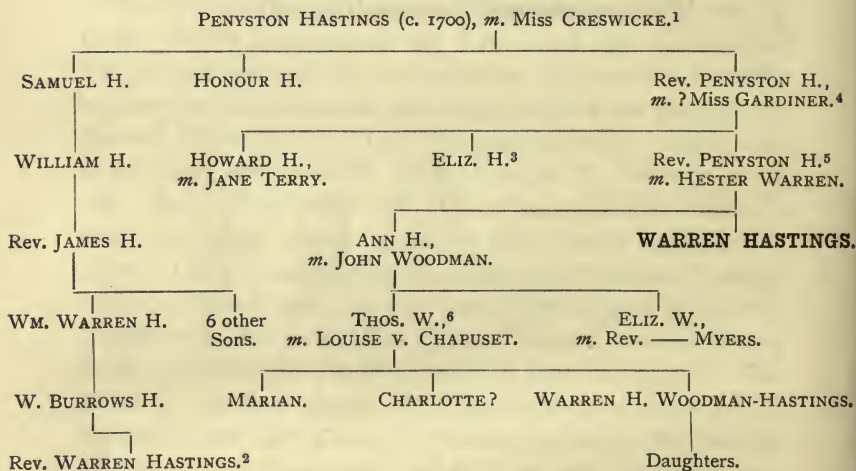 PENYSTON HASTINGS (c. 1700), m. Miss CRESWICKE.¹
SAMUEL H. HONOUR H. Rev. PENYSTON H.,
m. ? Miss GARDINER.⁴
WILLIAM H. HOWARD H., ELIZ. H.³ Rev. PENYSTON H.⁵
m. JANE TERRY. m. HESTER WARREN.
Rev. JAMES H. ANN H., WARREN HASTINGS.
m. JOHN WOODMAN.
WM. WARREN H. 6 other THOS. W.,⁶ ELIZ. W.,
Sons. m. LOUISE V. CHAPUSET. m. Rev. —— MYERS.
W. BURROWS H. MARIAN. CHARLOTTE? WARREN H. WOODMAN-HASTINGS.
Rev. WARREN HASTINGS.² Daughters.